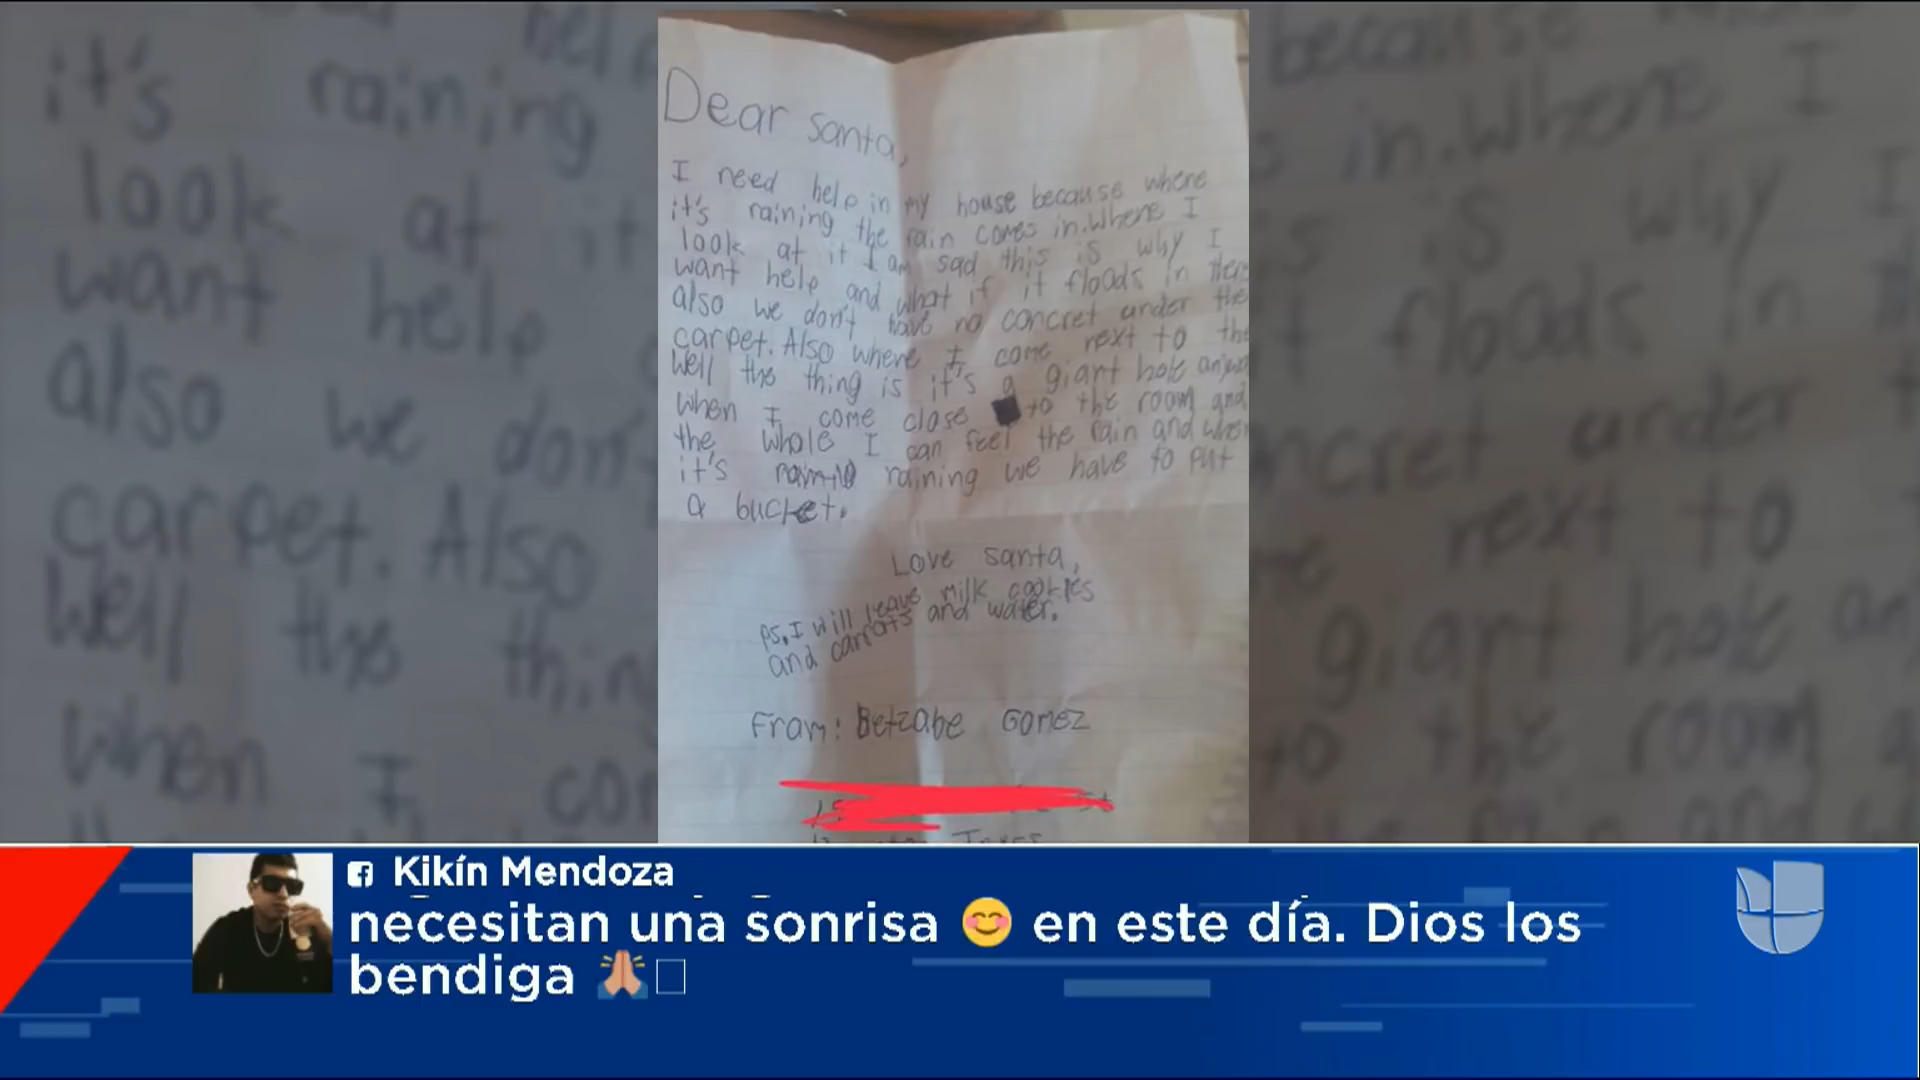 Dear Santa,
I need help in my house because where
it's raining the rain comes in. Where I
look at it I am sad this is why I
want help and what if it floods in there
also we don't have no concret under the
carpet. Also where I come next to the
Well the thing is it's a giant hole
when I come close to the room and
the whole I can feel the rain and when
it's raining we have to put
a bucket.
Love Santa,
ps. I will leave milk cookies
and carrots and water.
From: Betzabe Gomez
Kikín Mendoza
necesitan una sonrisa 😊 en este día. Dios los
bendiga 🙏